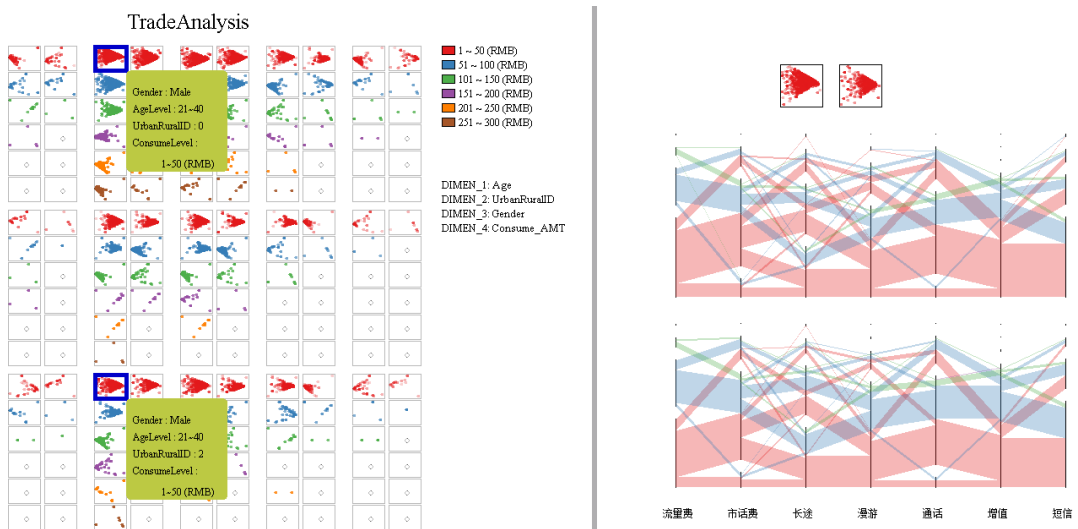 TradeAnalysis
1 ~ 50 (RMB)
51 ~ 100 (RMB)
101 ~ 150 (RMB)
151 ~ 200 (RMB)
201 ~ 250 (RMB)
251 ~ 300 (RMB)
Gender : Male
AgeLevel : 21~40
UrbanRuralID : 0
ConsumeLevel :
1~50 (RMB)
DIMEN_1: Age
DIMEN_2: UrbanRuralID
DIMEN_3: Gender
DIMEN_4: Consume_AMT
Gender : Male
AgeLevel : 21~40
UrbanRuralID : 2
ConsumeLevel :
1~50 (RMB)
流量费 市话费 长途 漫游 通话 增值 短信